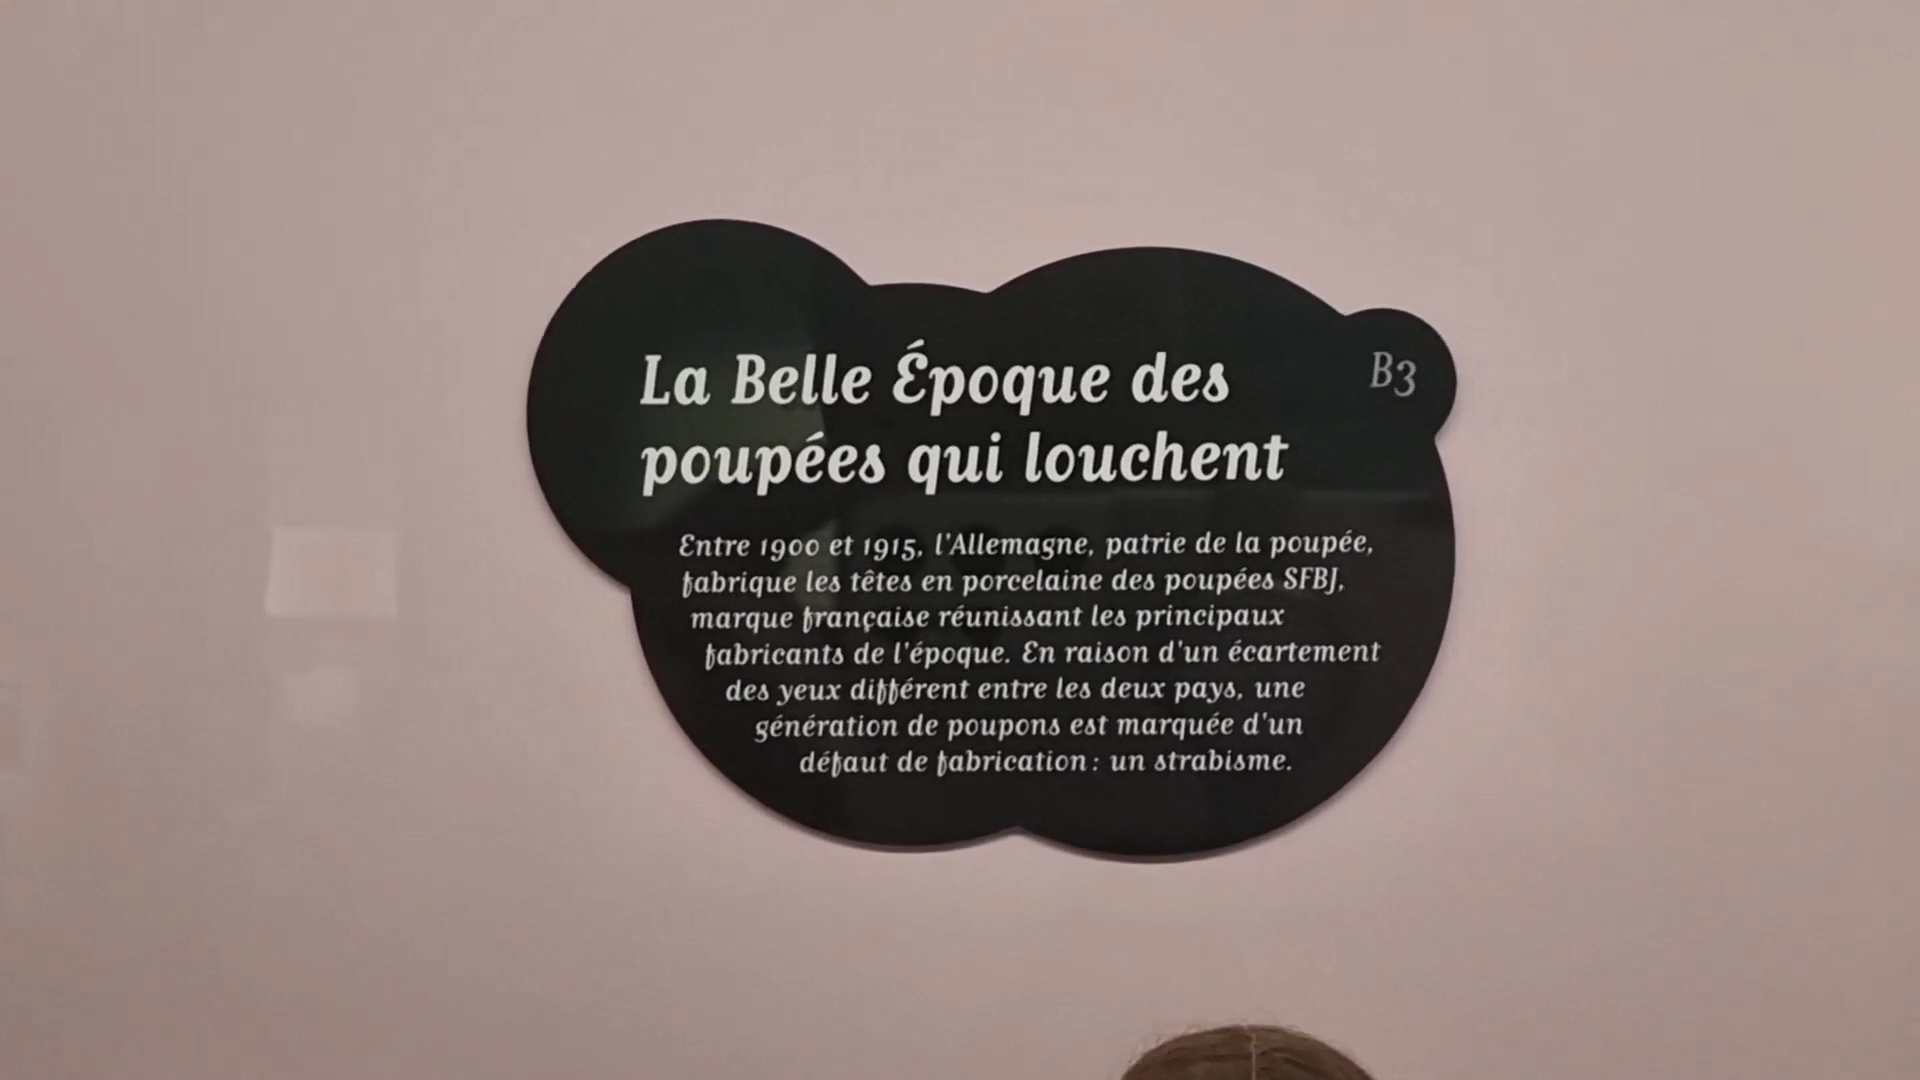 La Belle Époque des
poupées qui louchent
B3
Entre 1900 et 1915, l'Allemagne, patrie de la poupée,
fabrique les têtes en porcelaine des poupées SFBJ,
marque française réunissant les principaux
fabricants de l'époque. En raison d'un écartement
des yeux différent entre les deux pays, une
génération de poupons est marquée d'un
défaut de fabrication : un strabisme.